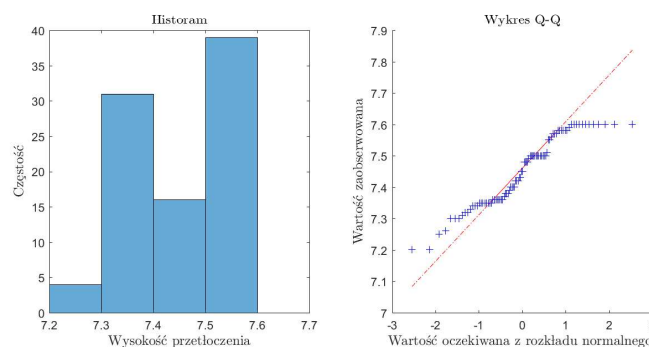 Historam
40
35
30
25
20
15
10
5
0
Częstość
7.2 7.3 7.4 7.5 7.6 7.7
Wysokość przetłoczenia
Wykres Q-Q
7.9
7.8
7.7
7.6
7.5
7.4
7.3
7.2
7.1
7
Wartość zaobserwowana
-3 -2 -1 0 1 2
Wartość oczekiwana z rozkładu normalnego